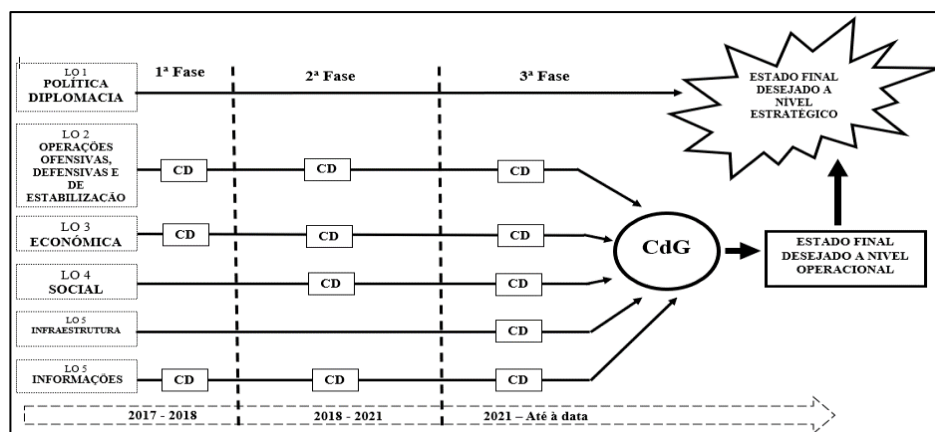 LO 1
POLÍTICA
DIPLOMACIA
1ª Fase
2ª Fase
3ª Fase
ESTADO FINAL
DESEJADO A
NÍVEL
ESTRATÉGICO
LO 2
OPERAÇÕES
OFENSIVAS,
DEFENSIVAS E
DE
ESTABILIZAÇÃO
CD
CD
CD
LO 3
ECONÓMICA
CD
CD
CD
CdG
ESTADO FINAL
DESEJADO A NIVEL
OPERACIONAL
LO 4
SOCIAL
CD
CD
LO 5
INFRAESTRUTURA
CD
LO 5
INFORMAÇÕES
CD
CD
CD
2017 - 2018
2018 - 2021
2021 – Até à data